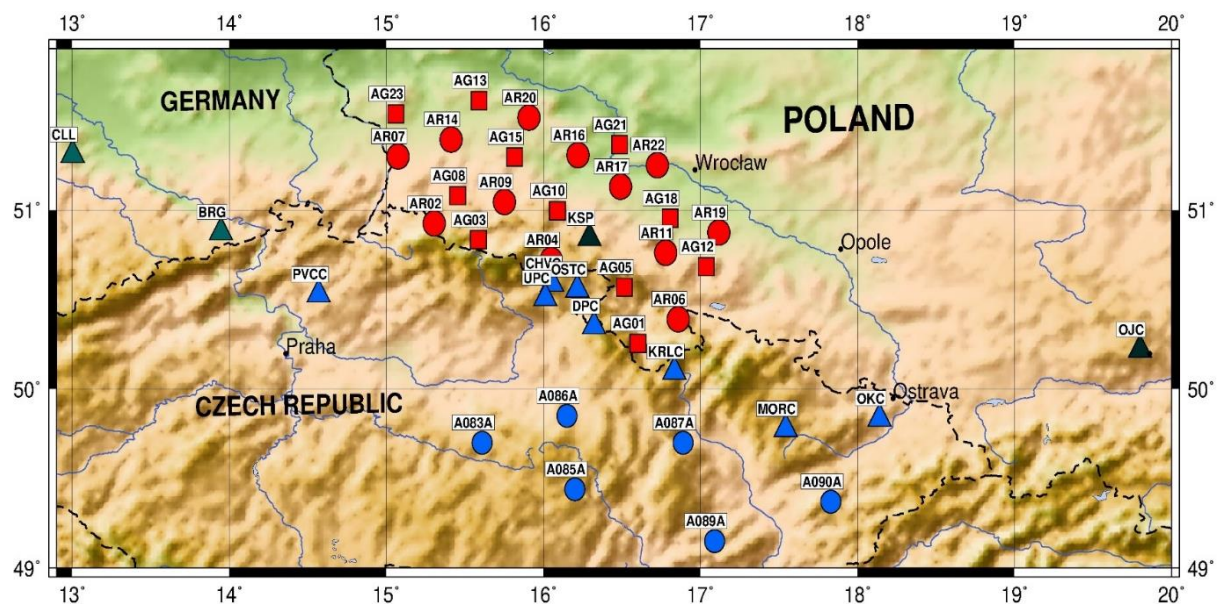 13° 14° 15° 16° 17° 18° 19° 20°
AG13
AG23
AR20
GERMANY
POLAND
AR14
AG21
AR07
AG15
AR16
AR22
CLL
Wrocław
AR17
AG08
AR09
AG10
AG18
AR02
BRG
KSP
AR19
51° 51°
AG03
AR04
AR11
AG12
Opole
CHVC
OSTC
AG05
PVCC
UPC
DPC
AR06
AG01
OJC
Praha
KRLC
50° 50°
A086A
OKC
Ostrava
CZECH REPUBLIC
MORC
A083A
A087A
A085A
A090A
A089A
49° 49°
13° 14° 15° 16° 17° 18° 19° 20°